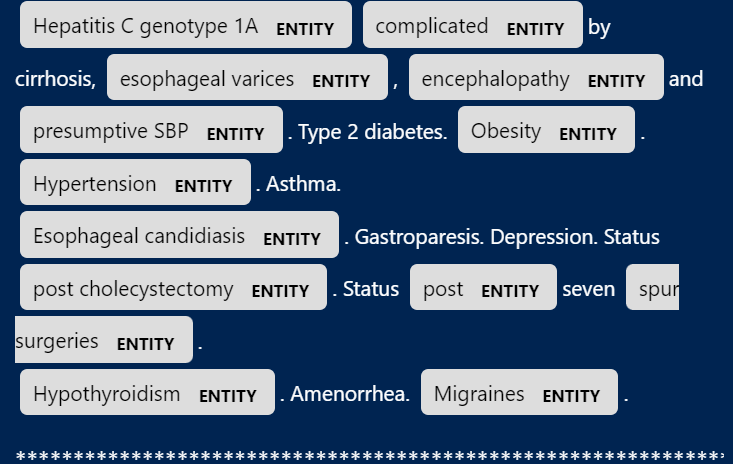 Hepatitis C genotype 1A ENTITY complicated ENTITY by
cirrhosis, esophageal varices ENTITY , encephalopathy ENTITY and
presumptive SBP ENTITY . Type 2 diabetes. Obesity ENTITY .
Hypertension ENTITY . Asthma.
Esophageal candidiasis ENTITY . Gastroparesis. Depression. Status
post cholecystectomy ENTITY . Status post ENTITY seven spur
surgeries ENTITY .
Hypothyroidism ENTITY . Amenorrhea. Migraines ENTITY .
*************************************************************